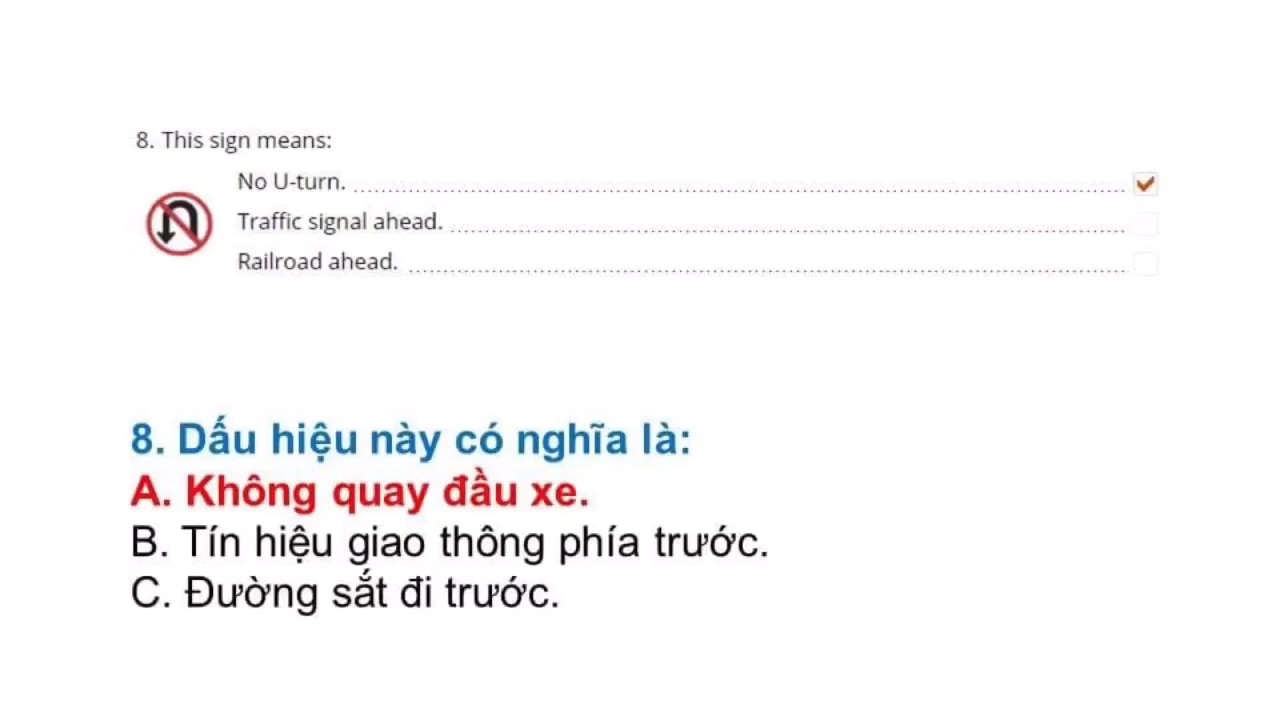 8. This sign means:
No U-turn.
Traffic signal ahead.
Railroad ahead.
8. Dấu hiệu này có nghĩa là:
A. Không quay đầu xe.
B. Tín hiệu giao thông phía trước.
C. Đường sắt đi trước.